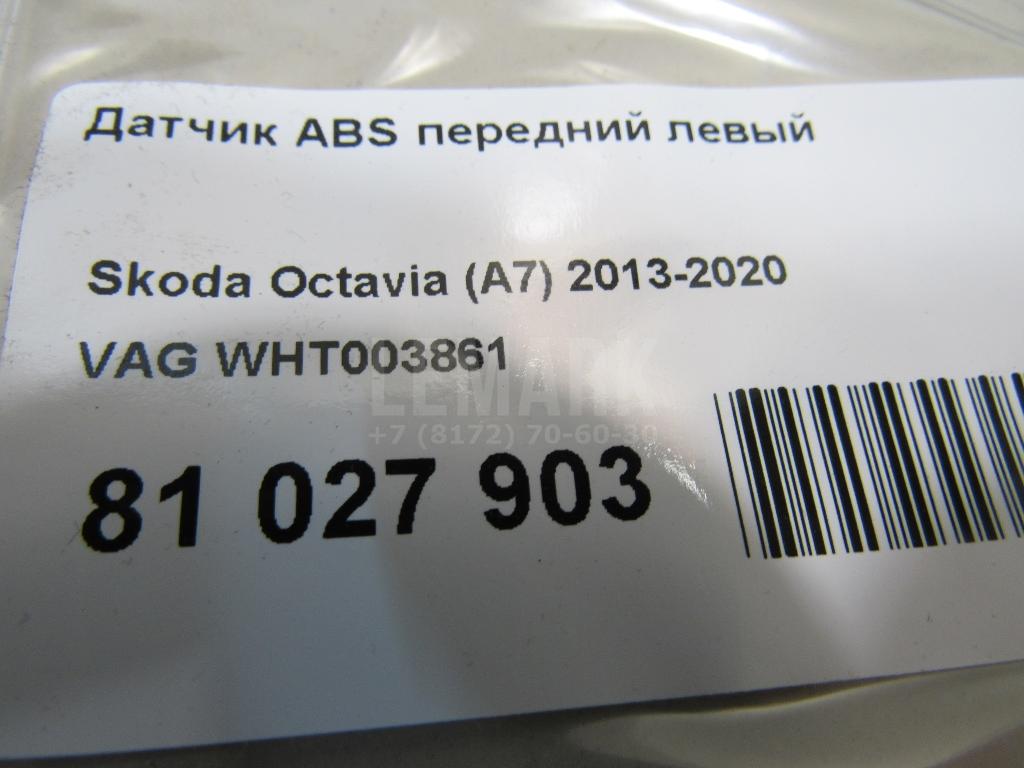 Датчик ABS передний левый
Skoda Octavia (A7) 2013-2020
VAG WHT003861
LEMARK
+7 (8172) 70-60-30
81 027 903